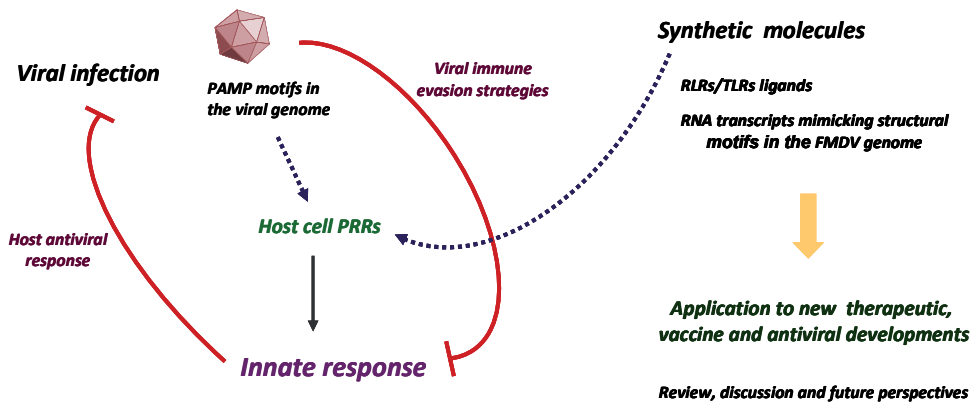 Viral infection
PAMP motifs in
the viral genome
Viral immune
evasion strategies
Host cell PRRs
Host antiviral
response
Innate response
Synthetic molecules
RLRs/TLRs ligands
RNA transcripts mimicking structural
motifs in the FMDV genome
Application to new therapeutic,
vaccine and antiviral developments
Review, discussion and future perspectives